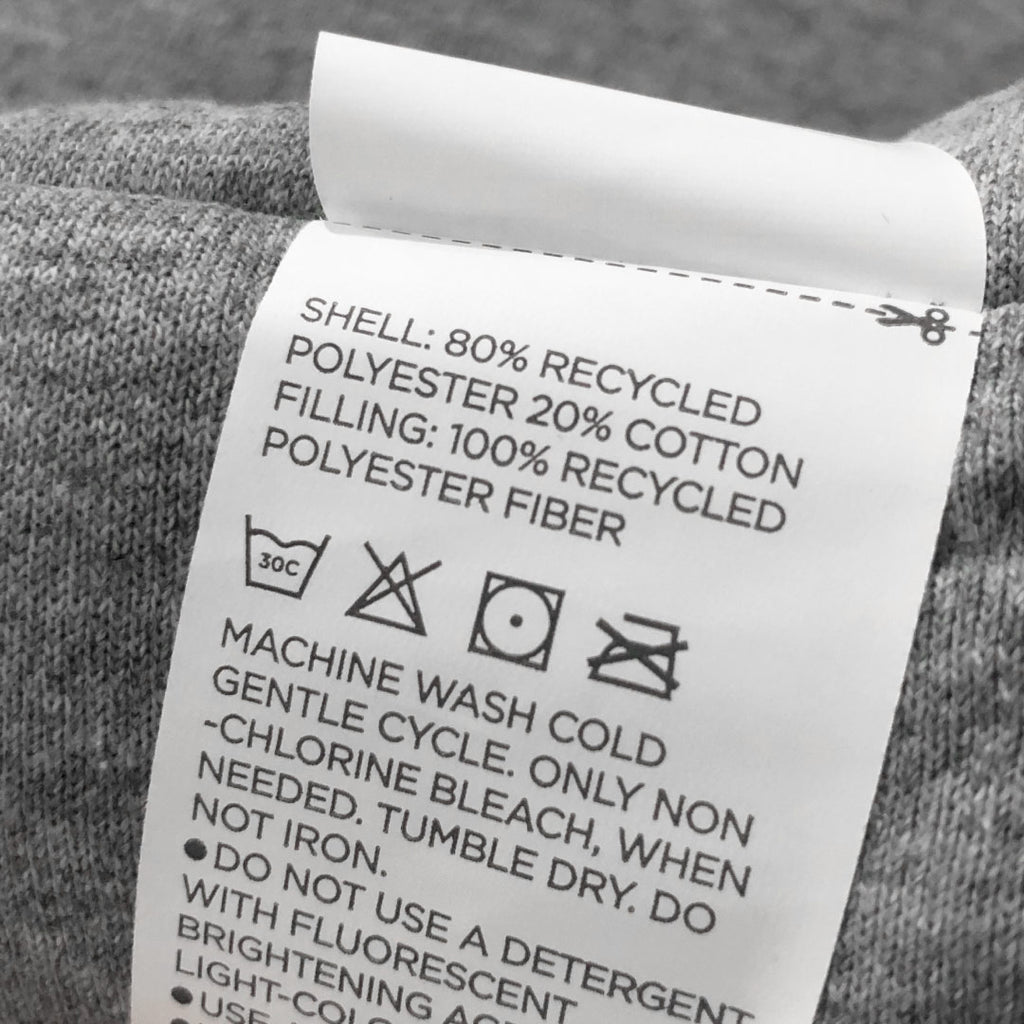 SHELL: 80% RECYCLED
POLYESTER 20% COTTON
FILLING: 100% RECYCLED
POLYESTER FIBER
30C
MACHINE WASH COLD
GENTLE CYCLE. ONLY NON
-CHLORINE BLEACH, WHEN
NEEDED. TUMBLE DRY. DO
NOT IRON.
●DO NOT USE A DETERGENT
WITH FLUORESCENT
BRIGHTENING
●USE